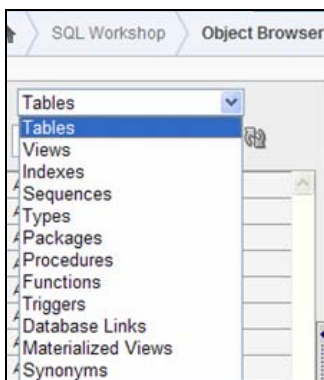 SQL Workshop Object Browser
Tables
Tables
Views
Indexes
Sequences
Types
Packages
Procedures
Functions
Triggers
Database Links
Materialized Views
Synonyms